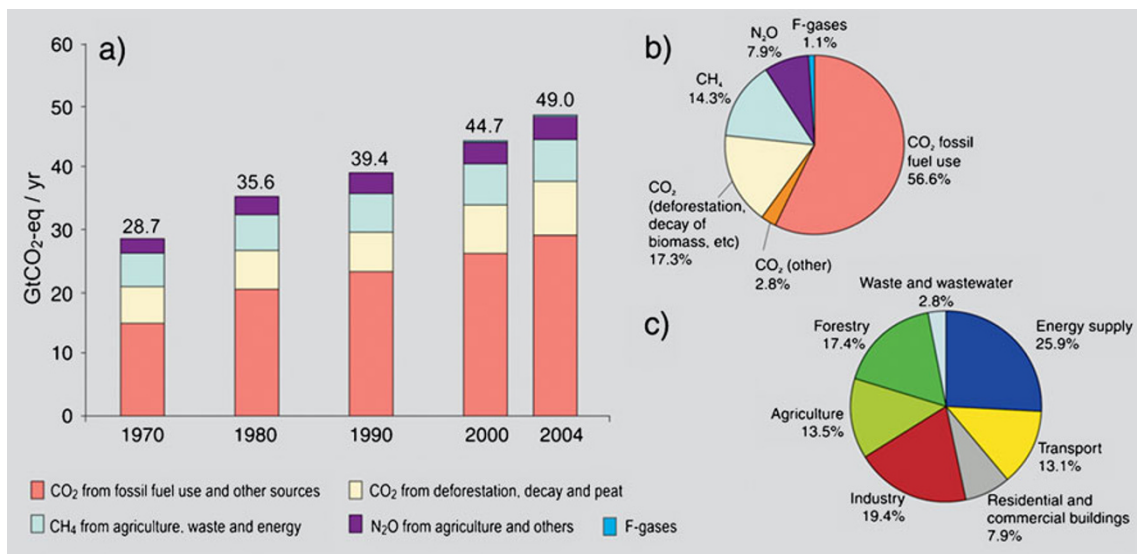 a)
GtCO₂-eq / yr
60
50
40
30
20
10
0
28.7
35.6
39.4
44.7
49.0
1970
1980
1990
2000
2004
CO₂ from fossil fuel use and other sources
CO₂ from deforestation, decay and peat
CH₄ from agriculture, waste and energy
N₂O from agriculture and others
F-gases
b)
F-gases
1.1%
N₂O
7.9%
CH₄
14.3%
CO₂ fossil
fuel use
56.6%
CO₂
(deforestation,
decay of
biomass, etc)
17.3%
CO₂ (other)
2.8%
c)
Waste and wastewater
2.8%
Forestry
17.4%
Energy supply
25.9%
Agriculture
13.5%
Transport
13.1%
Industry
19.4%
Residential and
commercial buildings
7.9%